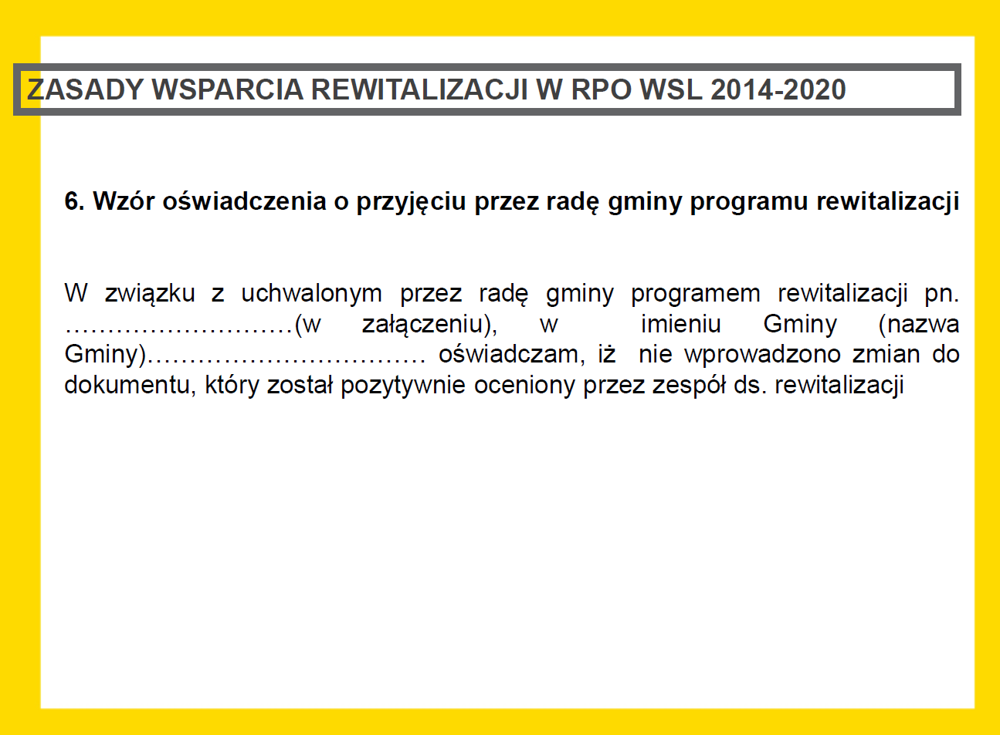 ZASADY WSPARCIA REWITALIZACJI W RPO WSL 2014-2020
6. Wzór oświadczenia o przyjęciu przez radę gminy programu rewitalizacji
W związku z uchwalonym przez radę gminy programem rewitalizacji pn.
………………………(w załączeniu), w imieniu Gminy (nazwa
Gminy)…………………………… oświadczam, iż nie wprowadzono zmian do
dokumentu, który został pozytywnie oceniony przez zespół ds. rewitalizacji